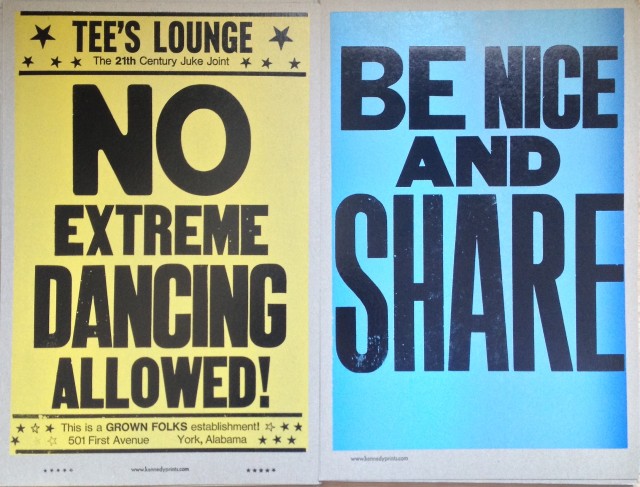 TEE'S LOUNGE
The 21th Century Juke Joint
NO
EXTREME
DANCING
ALLOWED!
This is a GROWN FOLKS establishment!
501 First Avenue York, Alabama
www.kennedyprints.com
BE NICE
AND
SHARE
www.kennedyprints.com